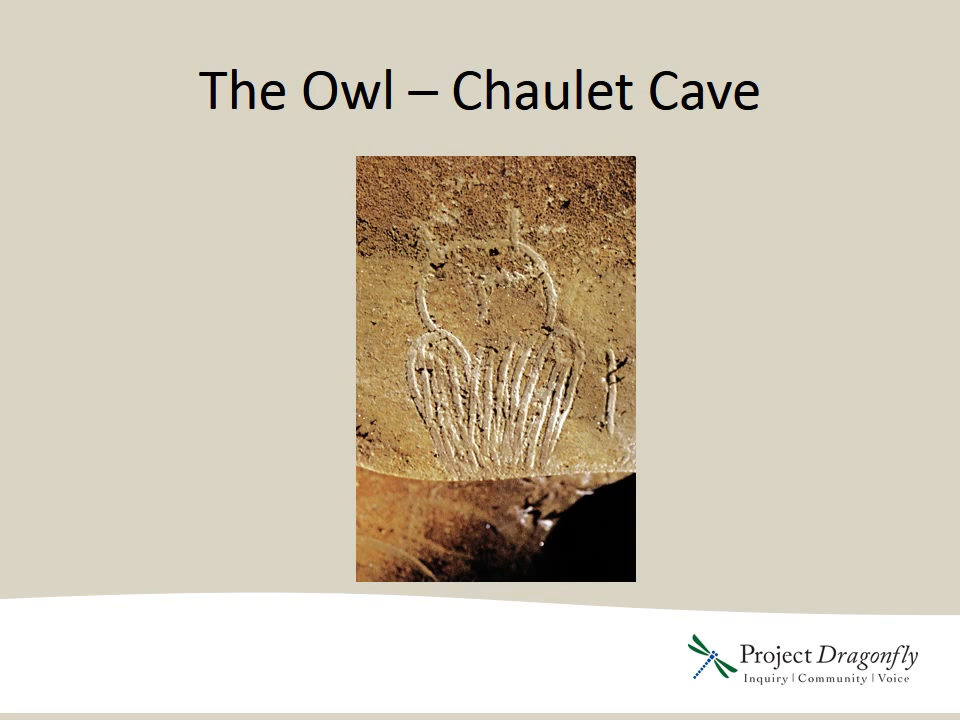 The Owl – Chaulet Cave
Project Dragonfly
Inquiry | Community | Voice